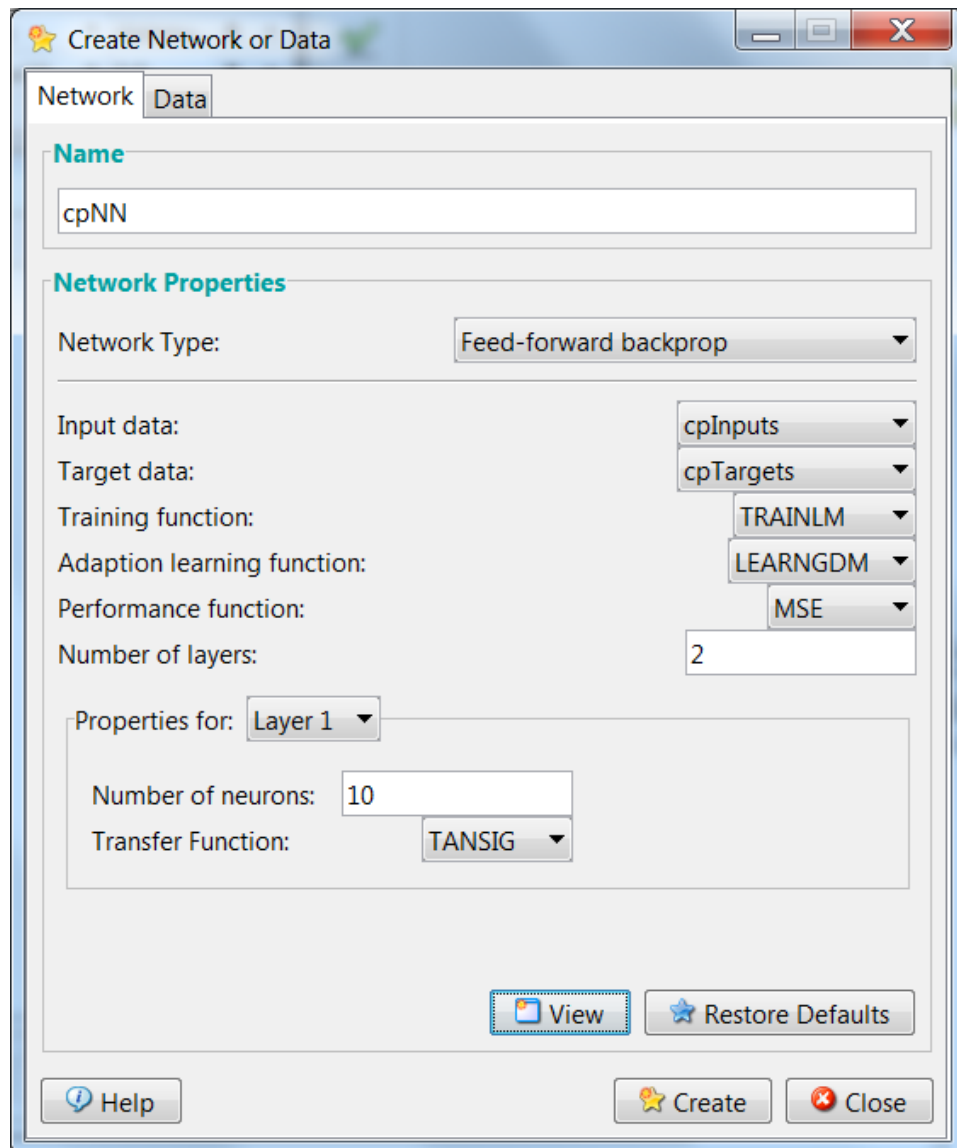 Create Network or Data
Network Data
Name
cpNN
Network Properties
Network Type: Feed-forward backprop
Input data: cpInputs
Target data: cpTargets
Training function: TRAINLM
Adaption learning function: LEARNGDM
Performance function: MSE
Number of layers: 2
Properties for: Layer 1
Number of neurons: 10
Transfer Function: TANSIG
View Restore Defaults
Help Create Close